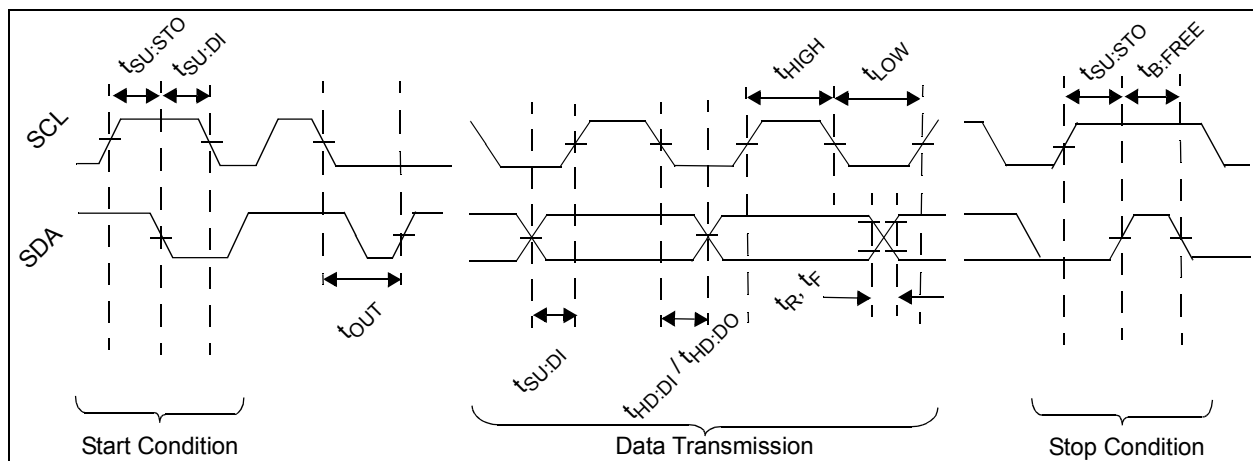 tSU:STO
tSU:DI
tHIGH
tLOW
tSU:STO
tB:FREE
SCL
SDA
tOUT
tSU:DI
tHD:DI / tHD:DO
tR, tF
Start Condition
Data Transmission
Stop Condition